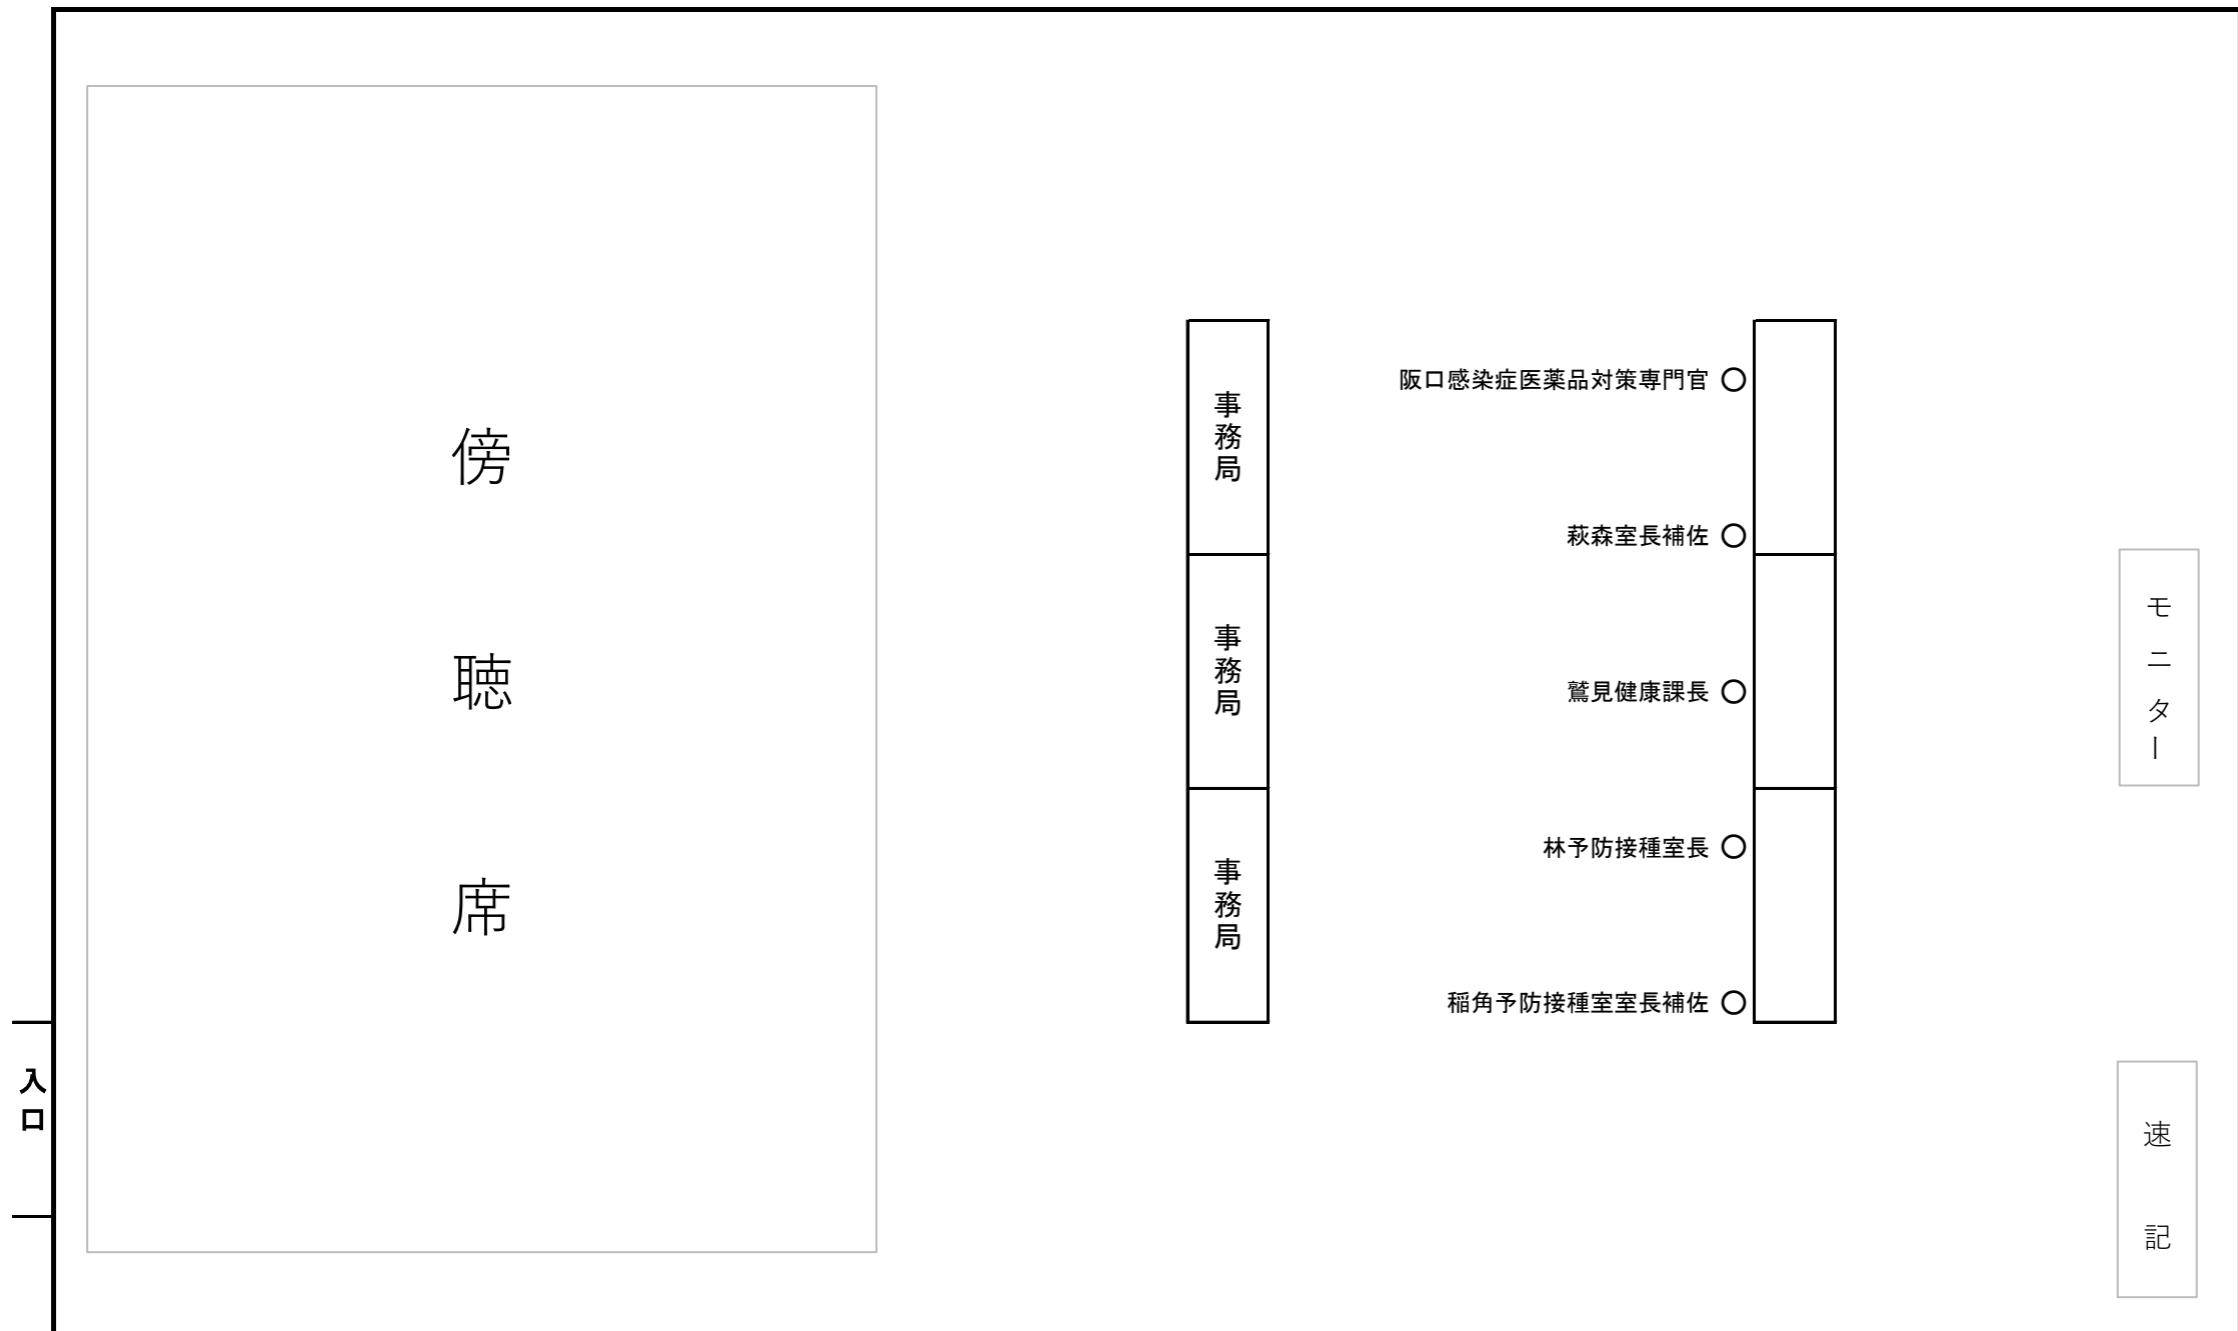 傍聴席
事務局
事務局
事務局
阪口感染症医薬品対策専門官 ○
萩森室長補佐 ○
鷲見健康課長 ○
林予防接種室長 ○
稲角予防接種室室長補佐 ○
モニター
速記
入口